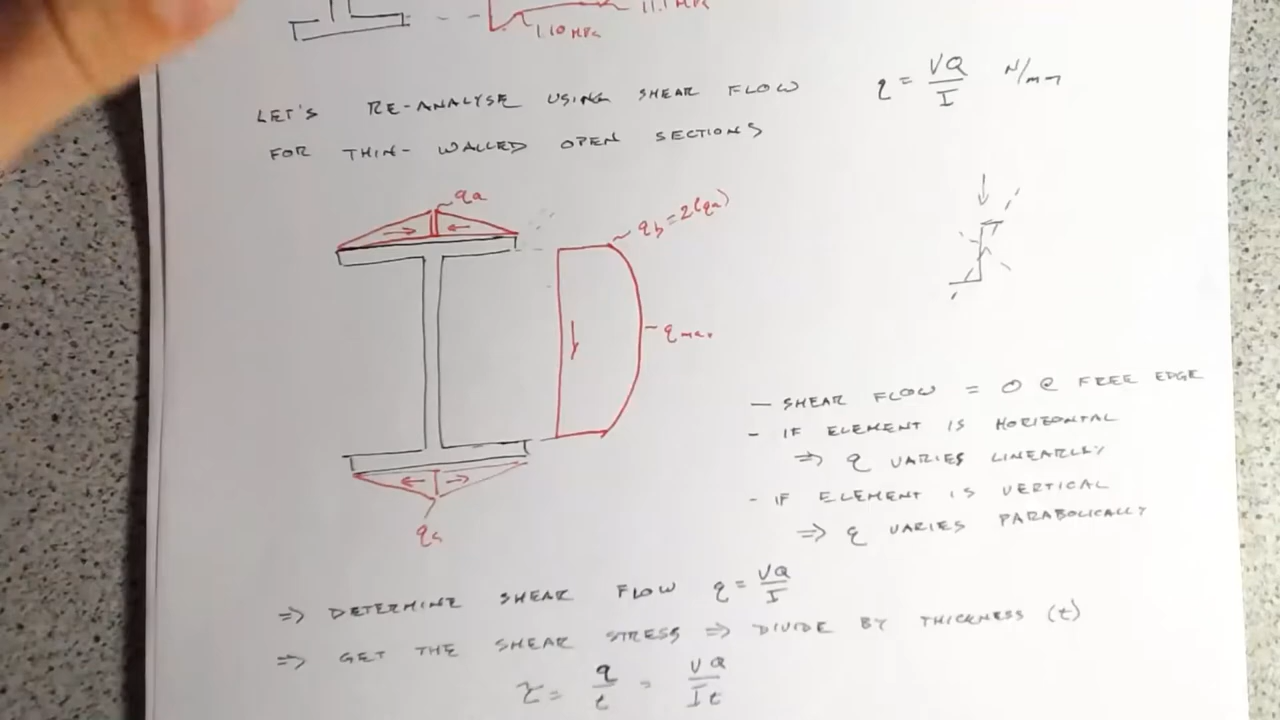 1.10 MPa
LET'S RE-ANALYSE USING SHEAR FLOW q = VQ/I N/mm
FOR THIN-WALLED OPEN SECTIONS
qa
qb = 2(qa)
qmax
- SHEAR FLOW = 0 @ FREE EDGE
- IF ELEMENT IS HORIZONTAL
⇒ q VARIES LINEARLEY
- IF ELEMENT IS VERTICAL
⇒ q VARIES PARABOLICALLY
⇒ DETERMINE SHEAR FLOW q = VQ/I
⇒ GET THE SHEAR STRESS ⇒ DIVIDE BY THICKNESS (t)
τ = q/t = VQ/It